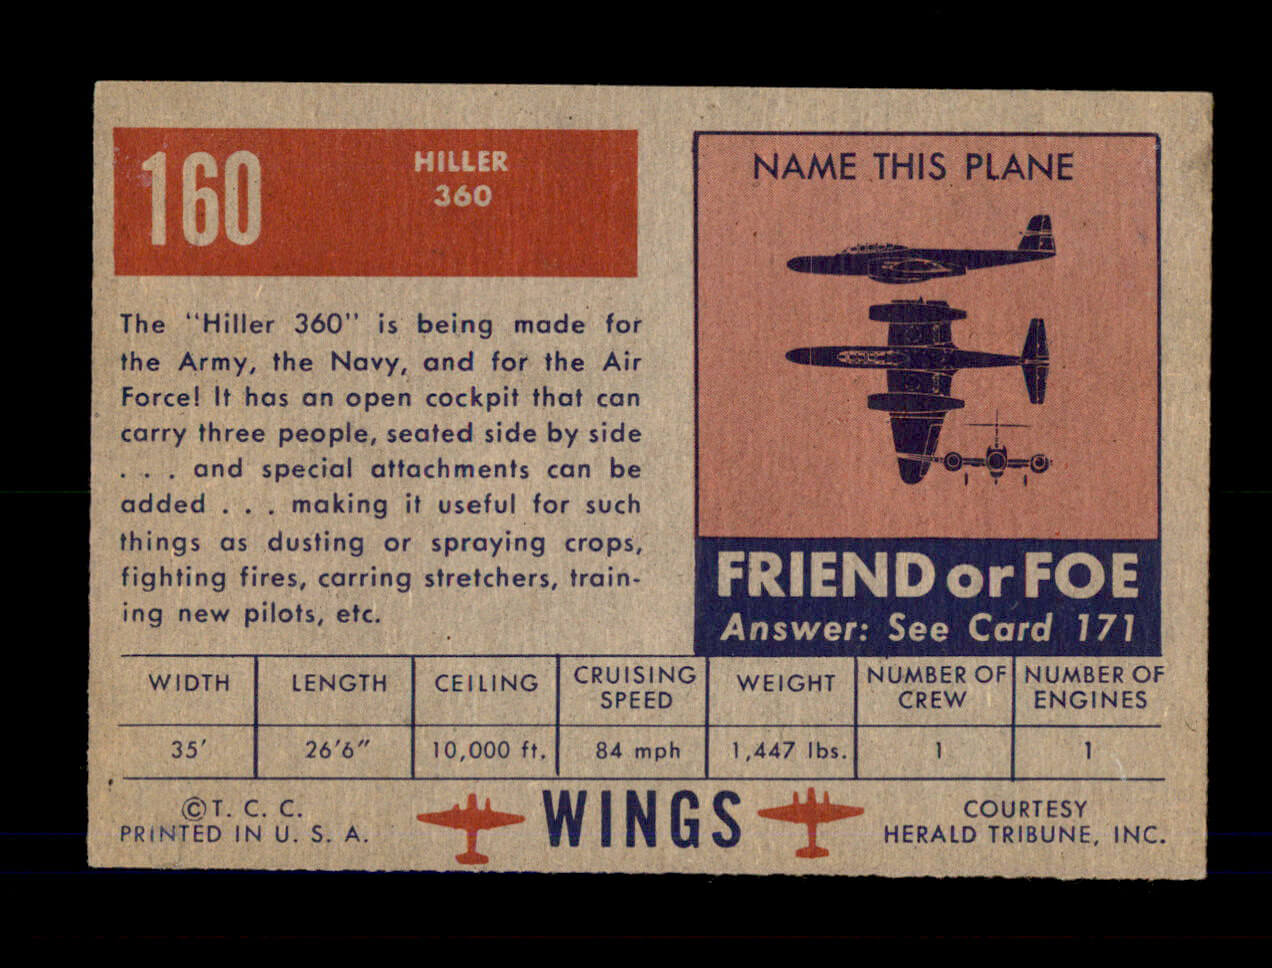 160
HILLER
360
The "Hiller 360" is being made for
the Army, the Navy, and for the Air
Force! It has an open cockpit that can
carry three people, seated side by side
. . . and special attachments can be
added . . . making it useful for such
things as dusting or spraying crops,
fighting fires, carring stretchers, train-
ing new pilots, etc.
NAME THIS PLANE
FRIEND or FOE
Answer: See Card 171
WIDTH LENGTH CEILING CRUISING SPEED WEIGHT NUMBER OF CREW NUMBER OF ENGINES
35' 26'6" 10,000 ft. 84 mph 1,447 lbs. 1 1
©T. C. C.
PRINTED IN U. S. A.
WINGS
COURTESY
HERALD TRIBUNE, INC.